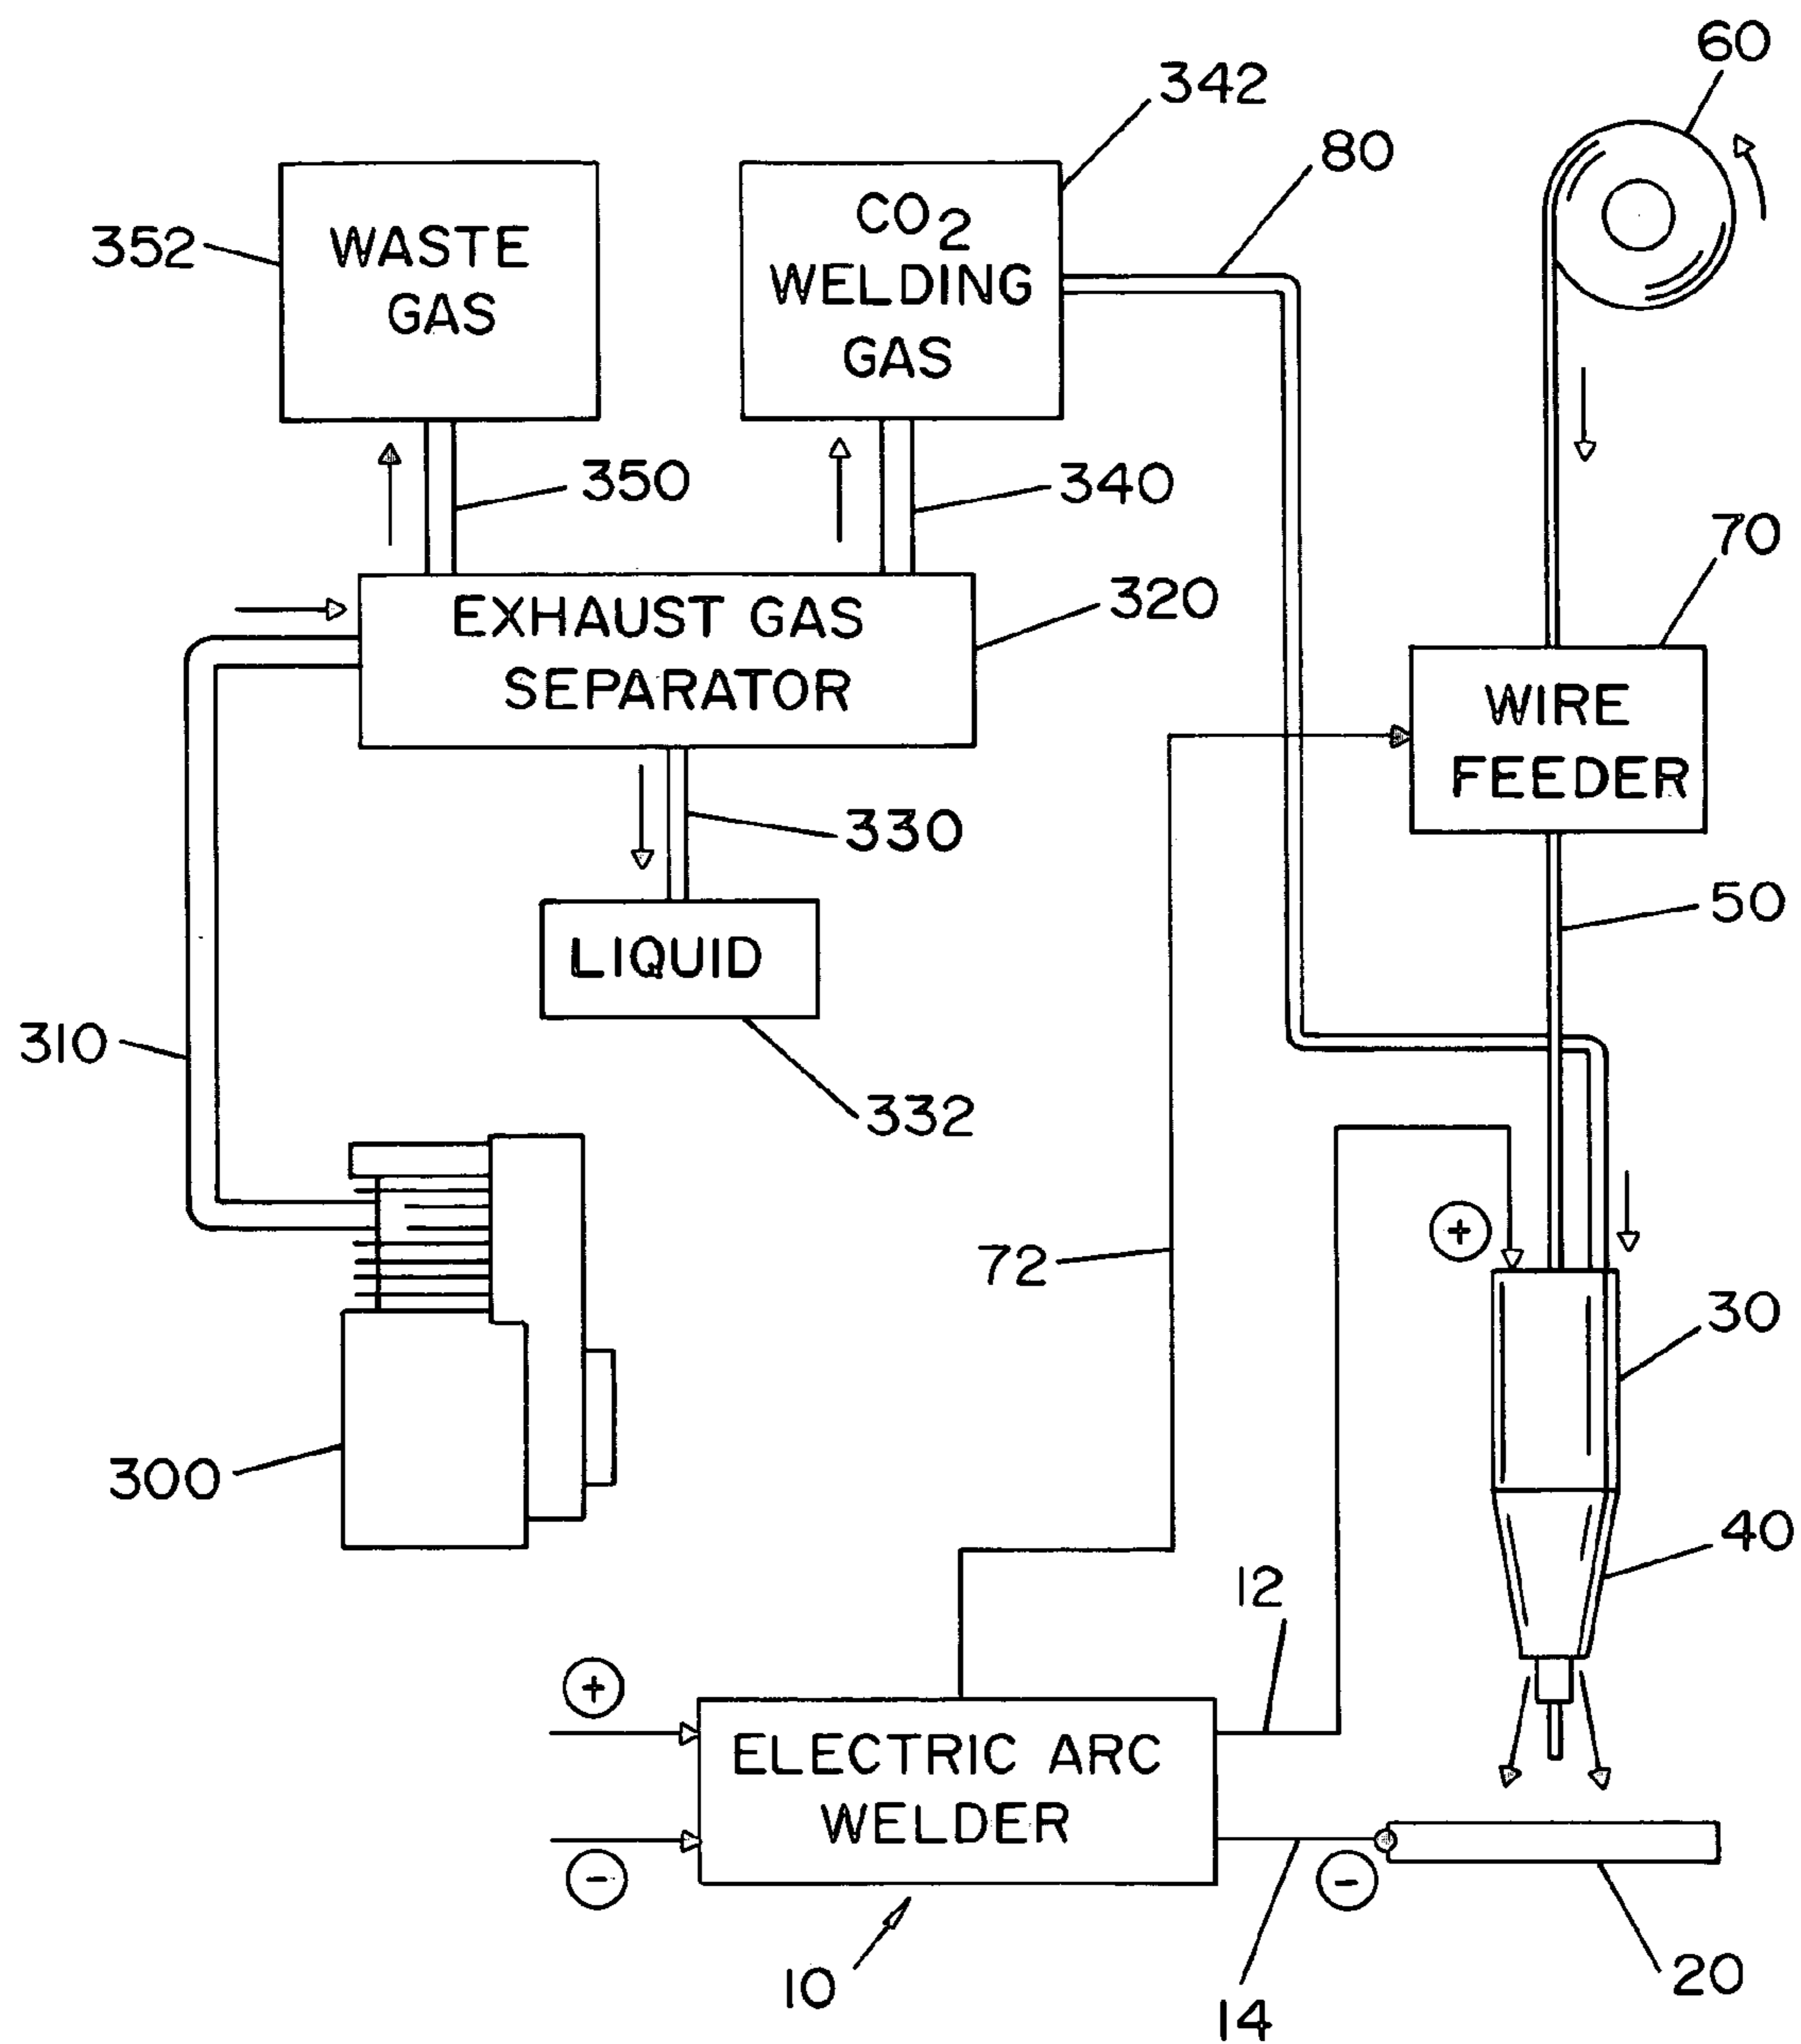 60
342
80
352
WASTE
GAS
CO2
WELDING
GAS
350
340
70
EXHAUST GAS
SEPARATOR
320
WIRE
FEEDER
330
50
LIQUID
310
332
+
72
30
300
40
12
+
ELECTRIC ARC
WELDER
-
-
10
14
20